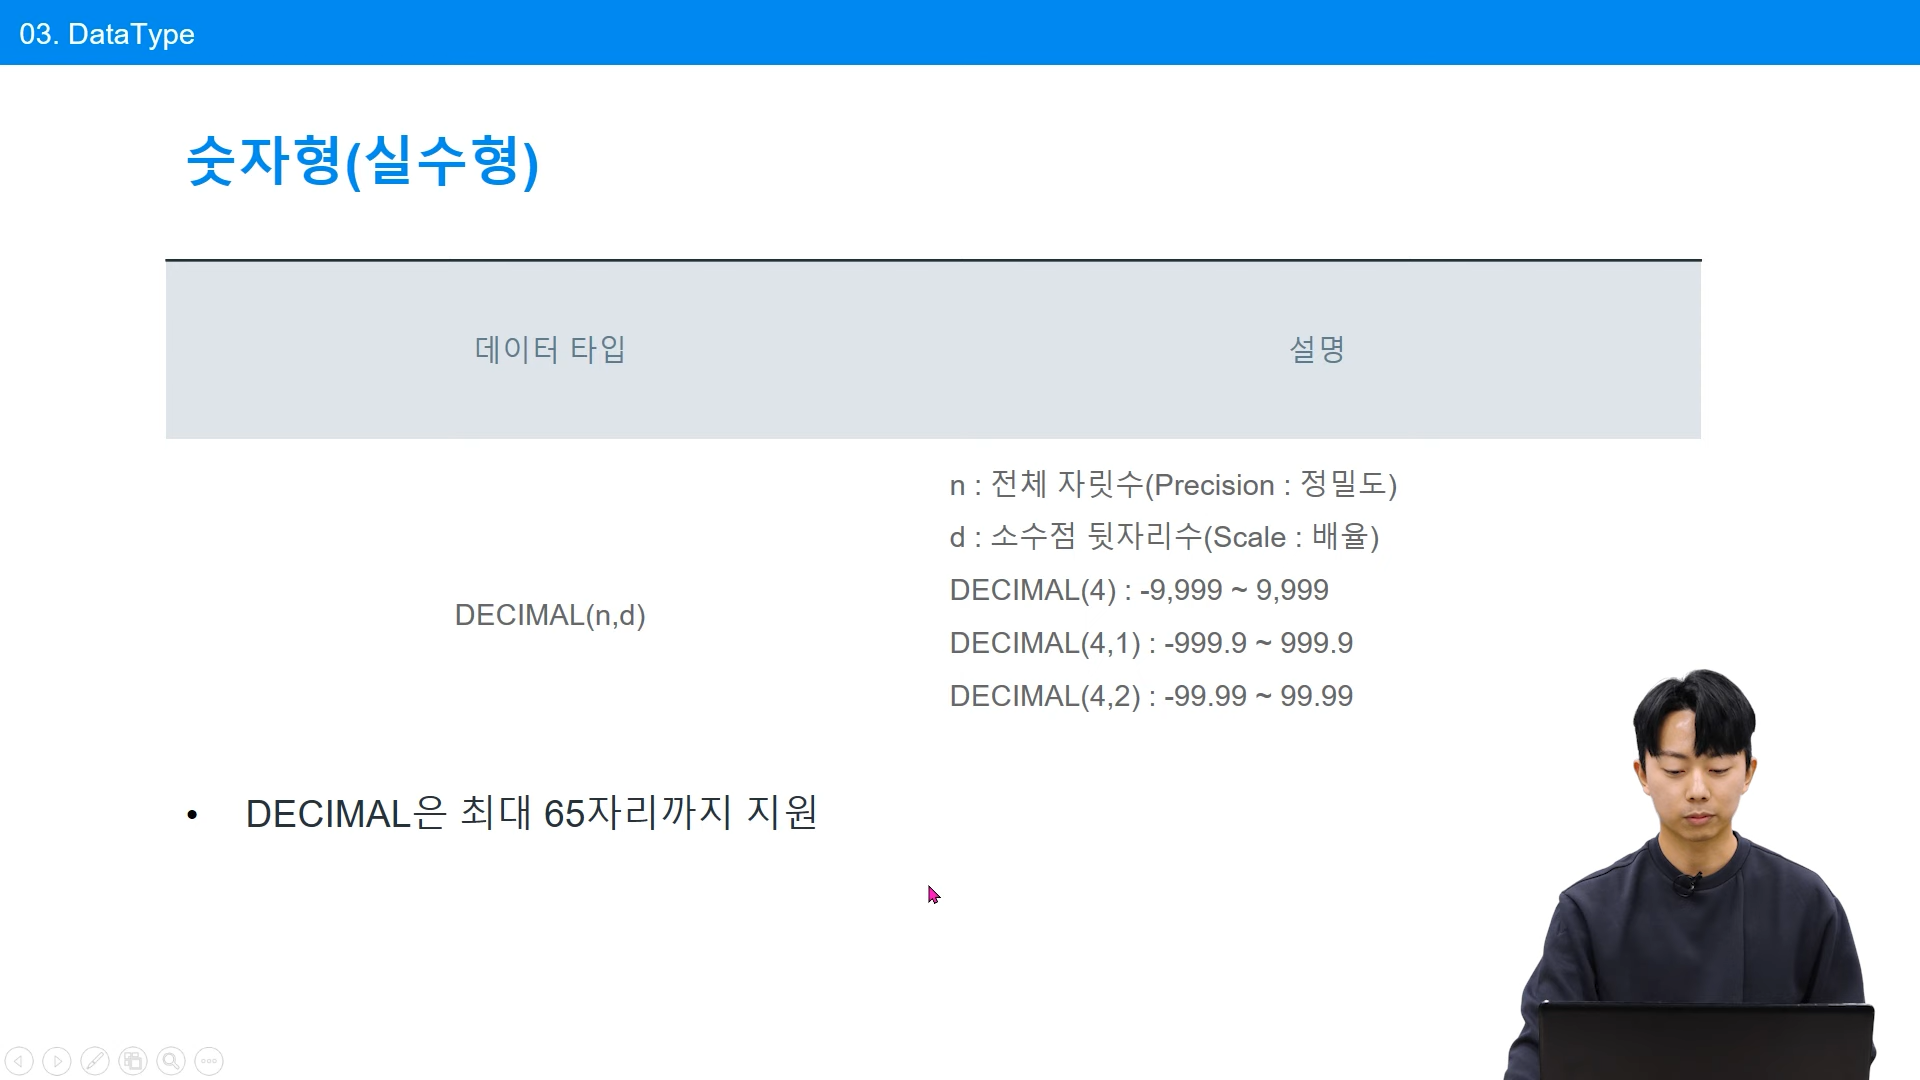 03. DataType
숫자형(실수형)
데이터 타입
설명
DECIMAL(n,d)
n : 전체 자릿수(Precision : 정밀도)
d : 소수점 뒷자리수(Scale : 배율)
DECIMAL(4) : -9,999 ~ 9,999
DECIMAL(4,1) : -999.9 ~ 999.9
DECIMAL(4,2) : -99.99 ~ 99.99
• DECIMAL은 최대 65자리까지 지원